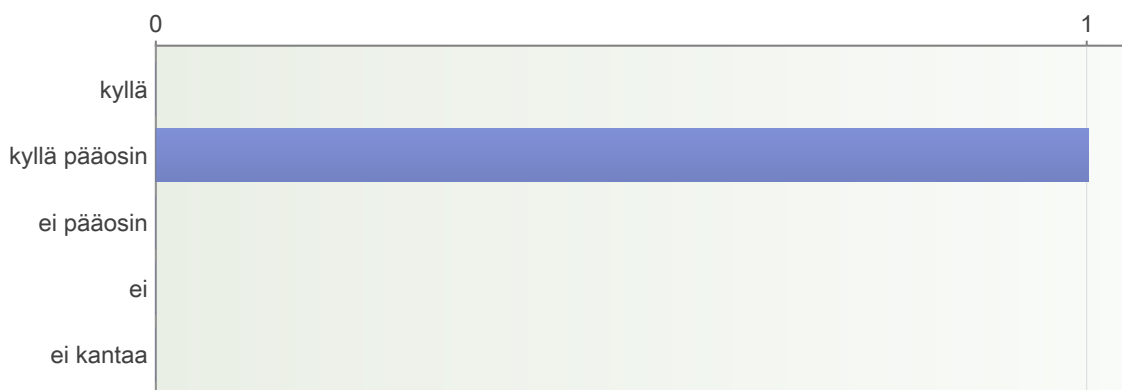 0 1
kyllä
kyllä pääosin
ei pääosin
ei
ei kantaa